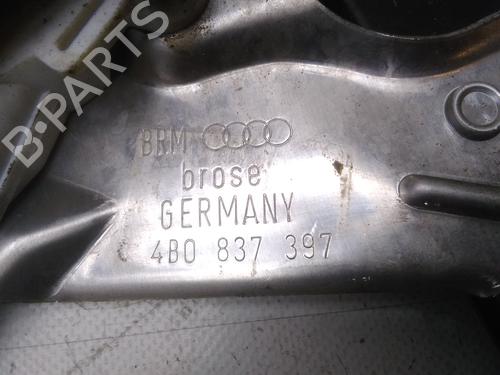 B-PARTS
BRM
brose
GERMANY
4B0 837 397